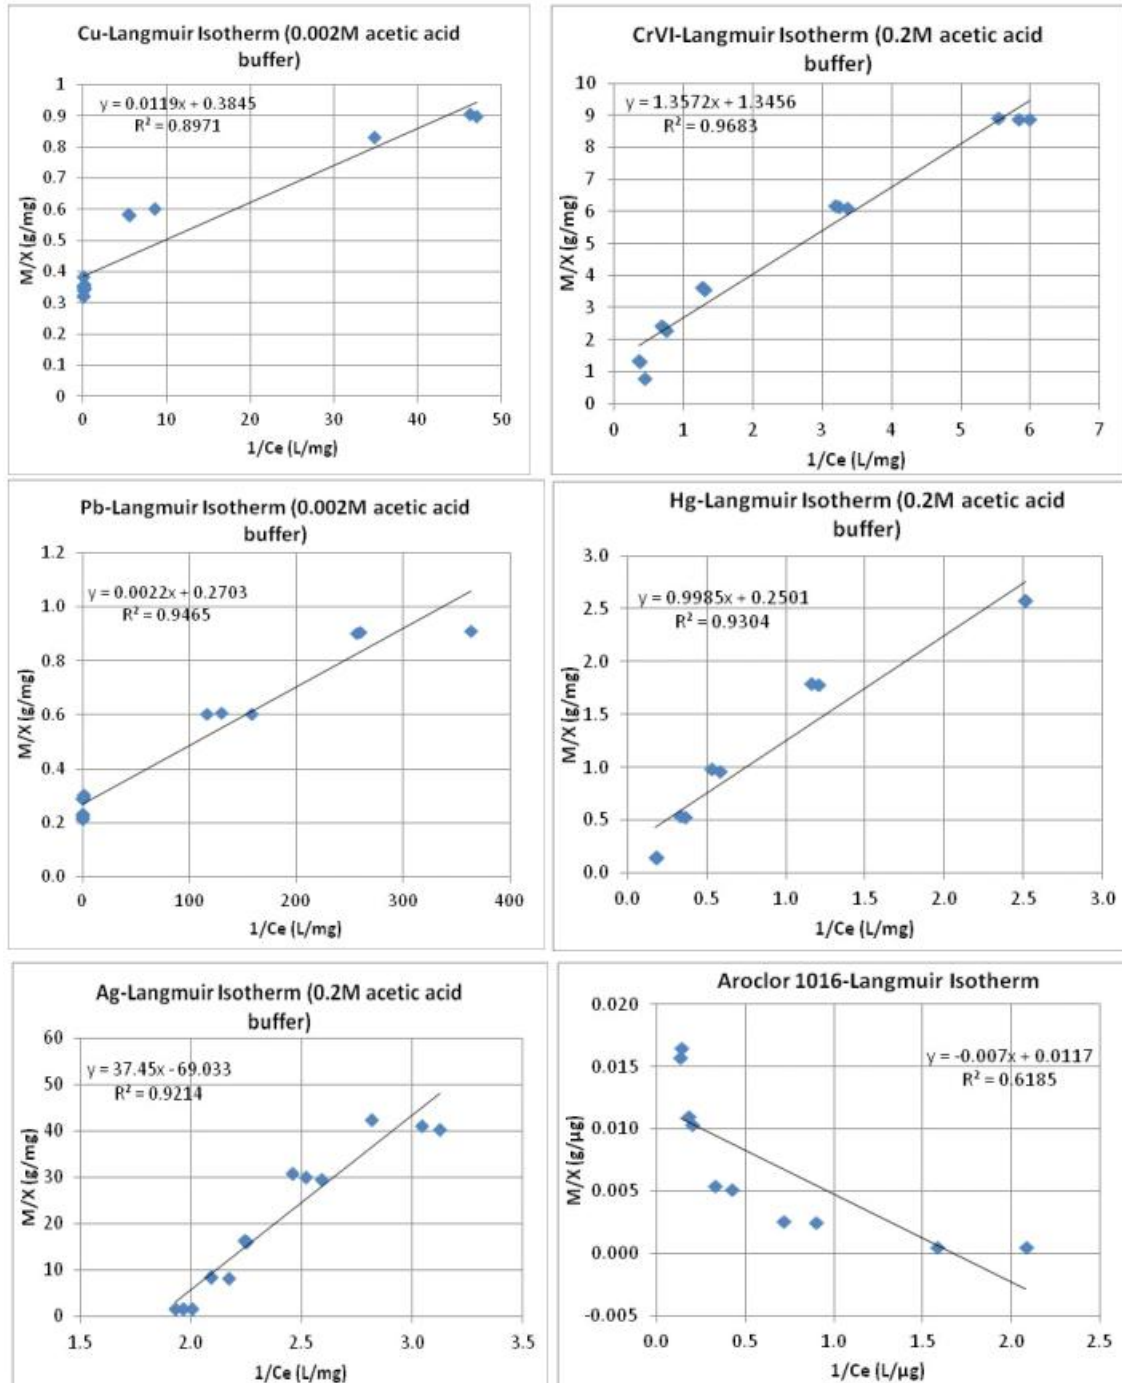 Cu-Langmuir Isotherm (0.002M acetic acid
buffer)
y = 0.0119x + 0.3845
R² = 0.8971
M/X (g/mg)
1
0.9
0.8
0.7
0.6
0.5
0.4
0.3
0.2
0.1
0
0 10 20 30 40 50
1/Ce (L/mg)
CrVI-Langmuir Isotherm (0.2M acetic acid
buffer)
y = 1.3572x + 1.3456
R² = 0.9683
M/X (g/mg)
10
9
8
7
6
5
4
3
2
1
0
0 1 2 3 4 5 6 7
1/Ce (L/mg)
Pb-Langmuir Isotherm (0.002M acetic acid
buffer)
y = 0.0022x + 0.2703
R² = 0.9465
M/X (g/mg)
1.2
1.0
0.8
0.6
0.4
0.2
0.0
0 100 200 300 400
1/Ce (L/mg)
Hg-Langmuir Isotherm (0.2M acetic acid
buffer)
y = 0.9985x + 0.2501
R² = 0.9304
M/X (g/mg)
3.0
2.5
2.0
1.5
1.0
0.5
0.0
0.0 0.5 1.0 1.5 2.0 2.5 3.0
1/Ce (L/mg)
Ag-Langmuir Isotherm (0.2M acetic acid
buffer)
y = 37.45x - 69.033
R² = 0.9214
M/X (g/mg)
60
50
40
30
20
10
0
1.5 2.0 2.5 3.0 3.5
1/Ce (L/mg)
Aroclor 1016-Langmuir Isotherm
y = -0.007x + 0.0117
R² = 0.6185
M/X (g/µg)
0.020
0.015
0.010
0.005
0.000
-0.005
0.0 0.5 1.0 1.5 2.0 2.5
1/Ce (L/µg)